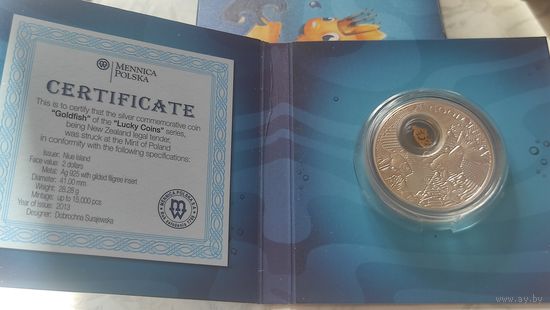 MENNICA
POLSKA
CERTIFICATE
This is to certify that the silver commemorative coin
"Goldfish" of the "Lucky Coins" series,
being New Zealand legal tender,
was struck at the Mint of Poland
in conformity with the following specifications:
Issuer: Niue Island
Face value: 2 dollars
Metal: Ag 925 with gilded filigree insert
Diameter: 41.00 mm
Weight: 28.28 g
Mintage: up to 15,000 pcs
Year of issue: 2013
Designer: Dobrochna Surajewska
MENNICA POLSKA S.A.
www.ay.by